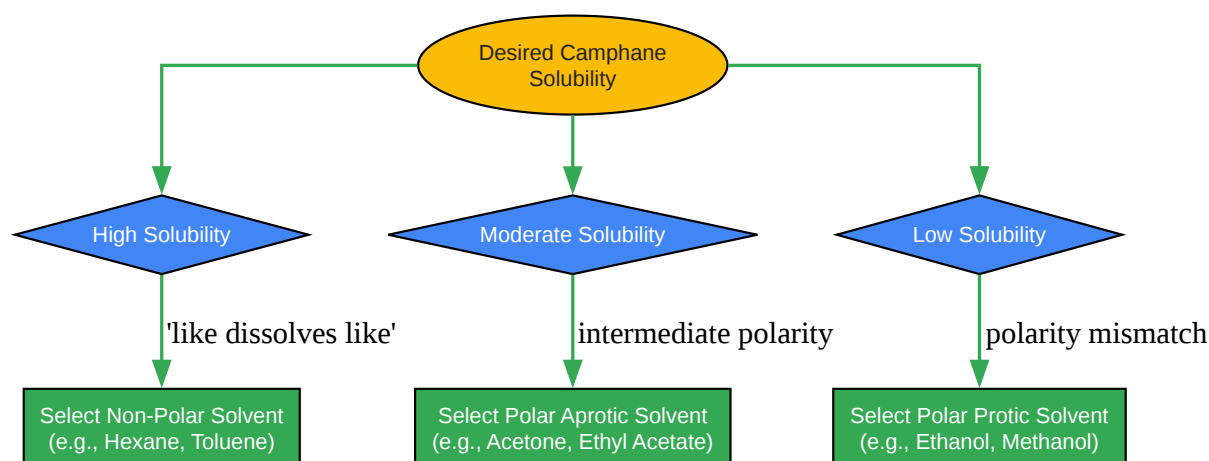 Desired Camphane
Solubility
High Solubility
Moderate Solubility
Low Solubility
'like dissolves like'
intermediate polarity
polarity mismatch
Select Non-Polar Solvent
(e.g., Hexane, Toluene)
Select Polar Aprotic Solvent
(e.g., Acetone, Ethyl Acetate)
Select Polar Protic Solvent
(e.g., Ethanol, Methanol)